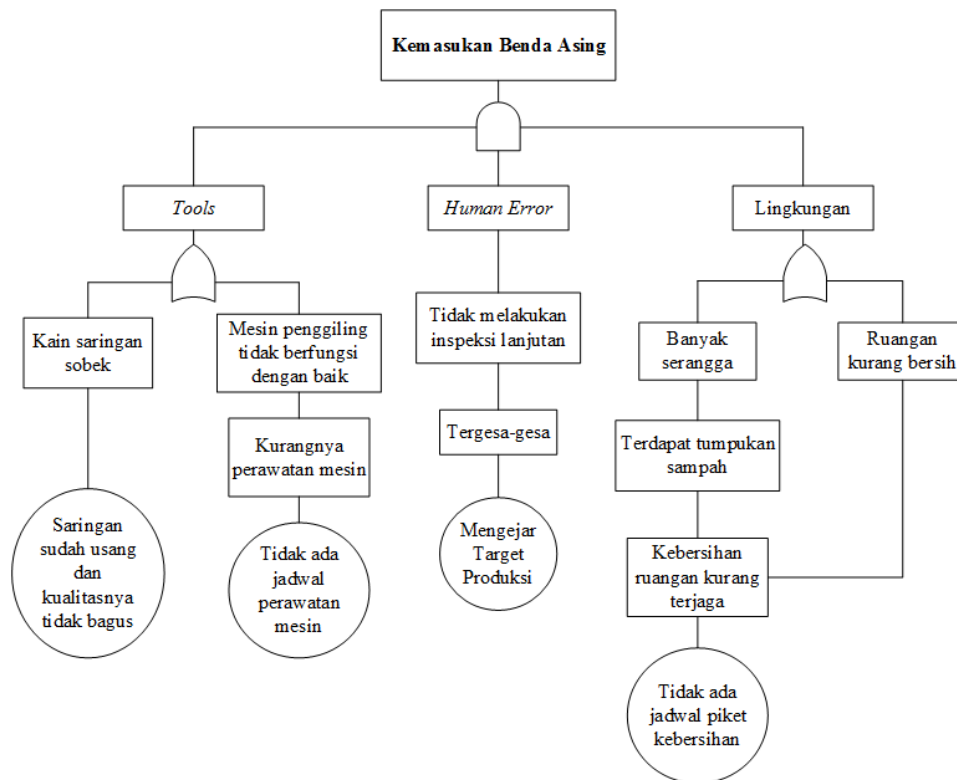 Kemasukan Benda Asing
Tools
Human Error
Lingkungan
Kain saringan
sobek
Mesin penggiling
tidak berfungsi
dengan baik
Tidak melakukan
inspeksi lanjutan
Banyak
serangga
Ruangan
kurang bersih
Kurangnya
perawatan mesin
Tergesa-gesa
Terdapat tumpukan
sampah
Saringan
sudah usang
dan
kualitasnya
tidak bagus
Tidak ada
jadwal
perawatan
mesin
Mengejar
Target
Produksi
Kebersihan
ruangan kurang
terjaga
Tidak ada
jadwal piket
kebersihan